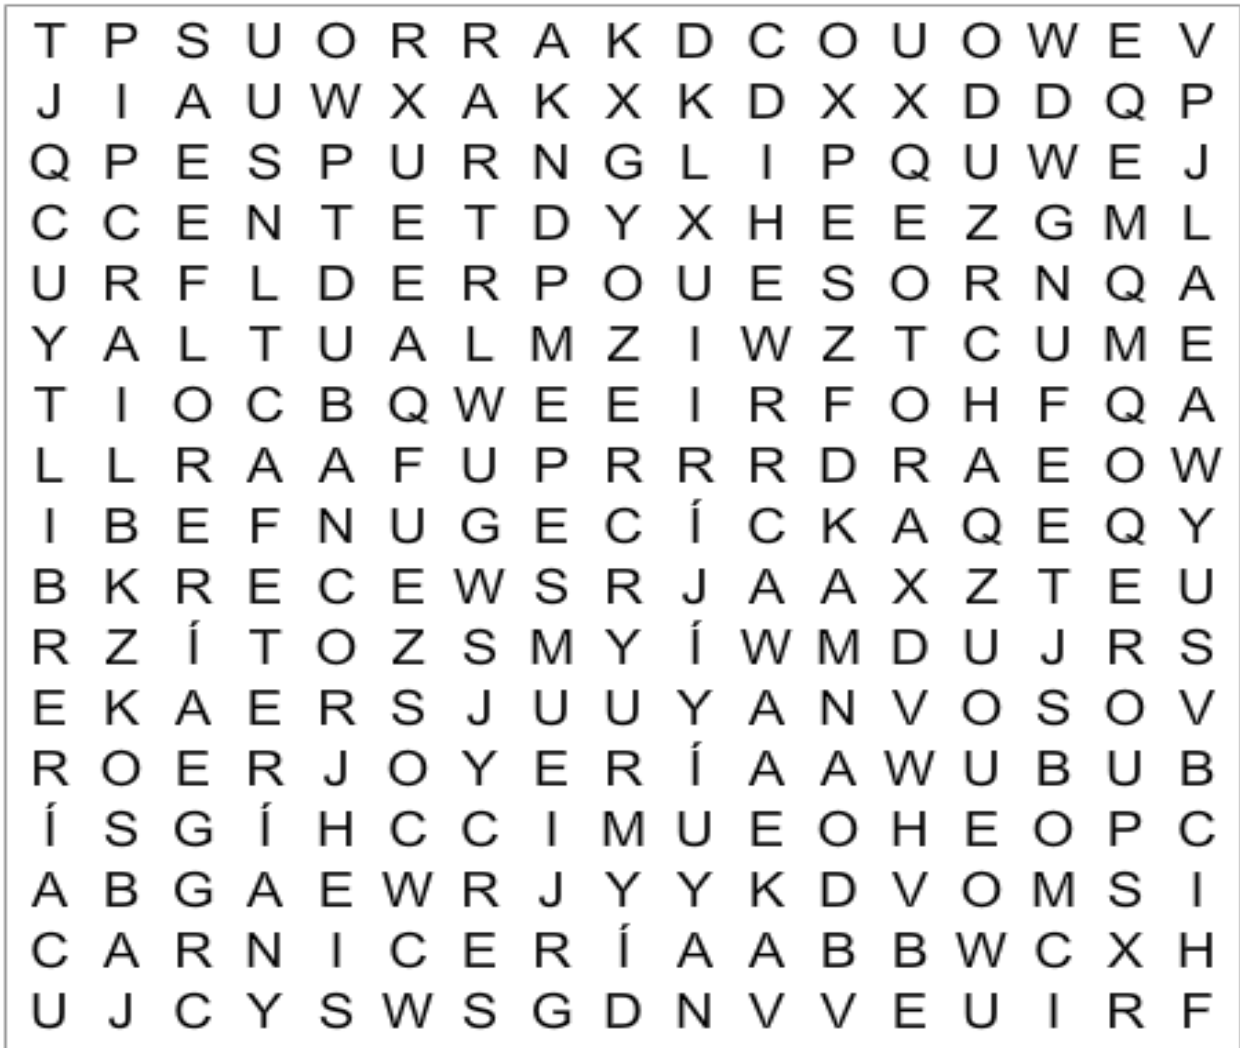 T P S U O R R A K D C O U O W E V
J I A U W X A K X K D X X D D Q P
Q P E S P U R N G L I P Q U W E J
C C E N T E T D Y X H E E Z G M L
U R F L D E R P O U E S O R N Q A
Y A L T U A L M Z I W Z T C U M E
T I O C B Q W E E I R F O H F Q A
L L R A A F U P R R R D R A E O W
I B E F N U G E C Í C K A Q E Q Y
B K R E C E W S R J A A X Z T E U
R Z Í T O Z S M Y Í W M D U J R S
E K A E R S J U U Y A N V O S O V
R O E R J O Y E R Í A A W U B U B
Í S G Í H C C I M U E O H E O P C
A B G A E W R J Y Y K D V O M S I
C A R N I C E R Í A A B B W C X H
U J C Y S W S G D N V V E U I R F